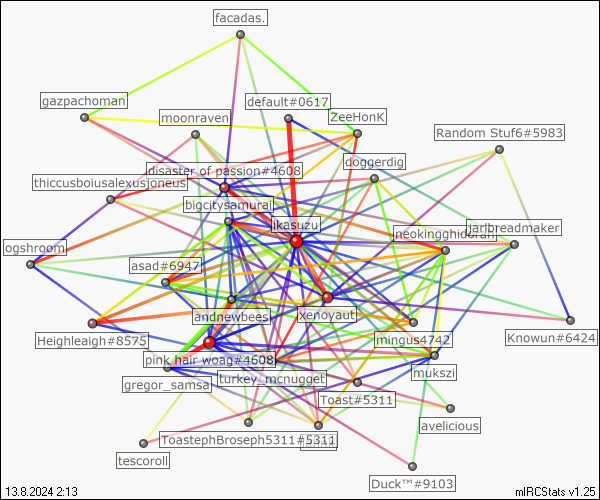 facadas.
gazpachoman
default#0617
moonraven
ZeeHonK
Random Stuf6#5983
doggerdig
disaster of passion#4608
thiccusboiusalexusjoneus
bigcitysamurai
ikasuzu
jarlbreadmaker
neokingghidorah
ogshroom
asad#6947
andnewbees
xenoyaut
Heighleaigh#8575
mingus4742
Knowun#6424
pink hair woag#4608
turkey_mcnugget
mukszi
gregor_samsa
Toast#5311
avelicious
ToastephBroseph5311#5311
tescoroll
Duck™#9103
13.8.2024 2:13
mIRCStats v1.25